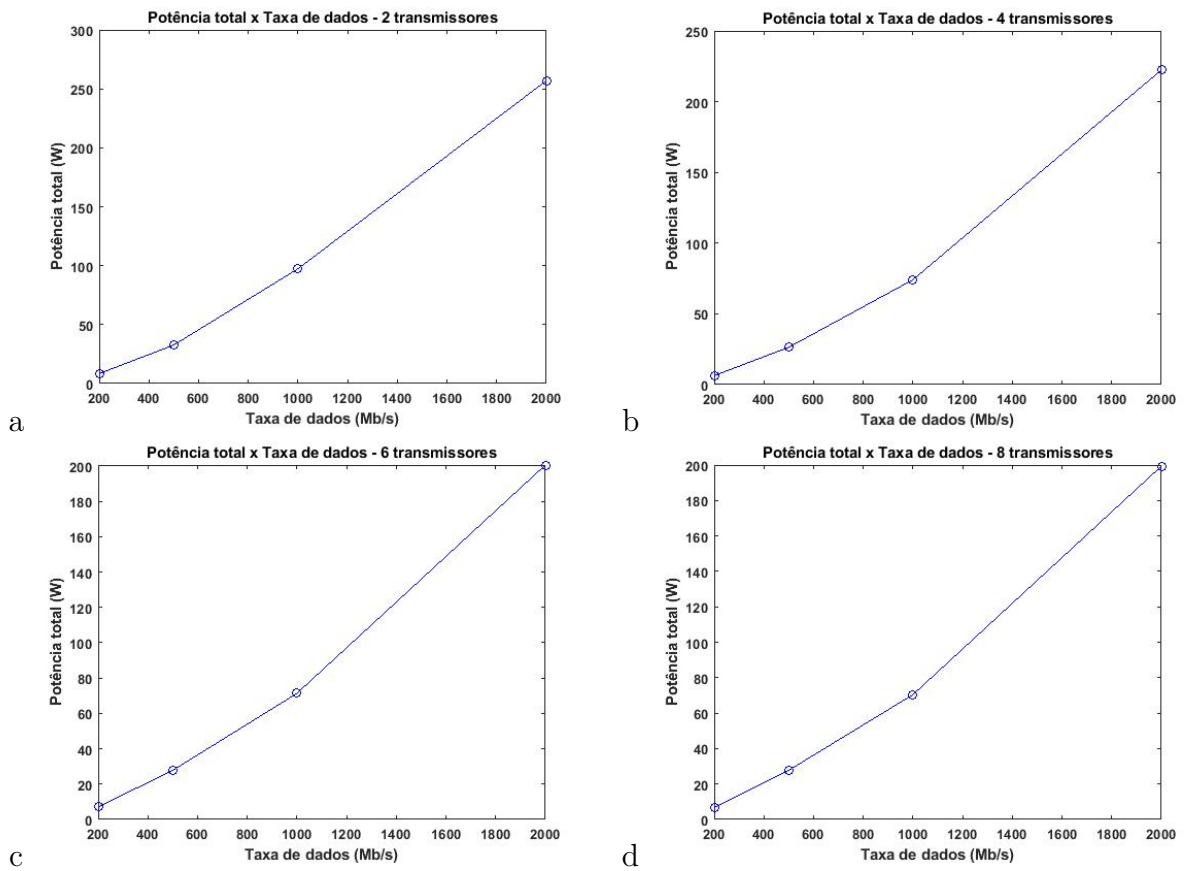 Potência total x Taxa de dados - 2 transmissores
300
250
200
150
100
50
0
Potência total (W)
200 400 600 800 1000 1200 1400 1600 1800 2000
Taxa de dados (Mb/s)
a
Potência total x Taxa de dados - 4 transmissores
250
200
150
100
50
0
Potência total (W)
200 400 600 800 1000 1200 1400 1600 1800 2000
Taxa de dados (Mb/s)
b
Potência total x Taxa de dados - 6 transmissores
200
180
160
140
120
100
80
60
40
20
0
Potência total (W)
200 400 600 800 1000 1200 1400 1600 1800 2000
Taxa de dados (Mb/s)
c
Potência total x Taxa de dados - 8 transmissores
200
180
160
140
120
100
80
60
40
20
0
Potência total (W)
200 400 600 800 1000 1200 1400 1600 1800 2000
Taxa de dados (Mb/s)
d